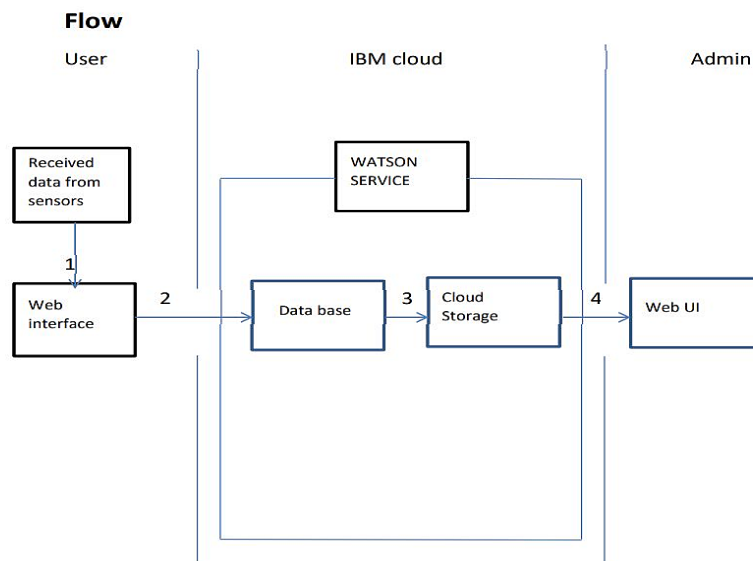 Flow
User
IBM cloud
Admin
Received
data from
sensors
WATSON
SERVICE
1
Web
interface
2
Data base
3
Cloud
Storage
4
Web UI